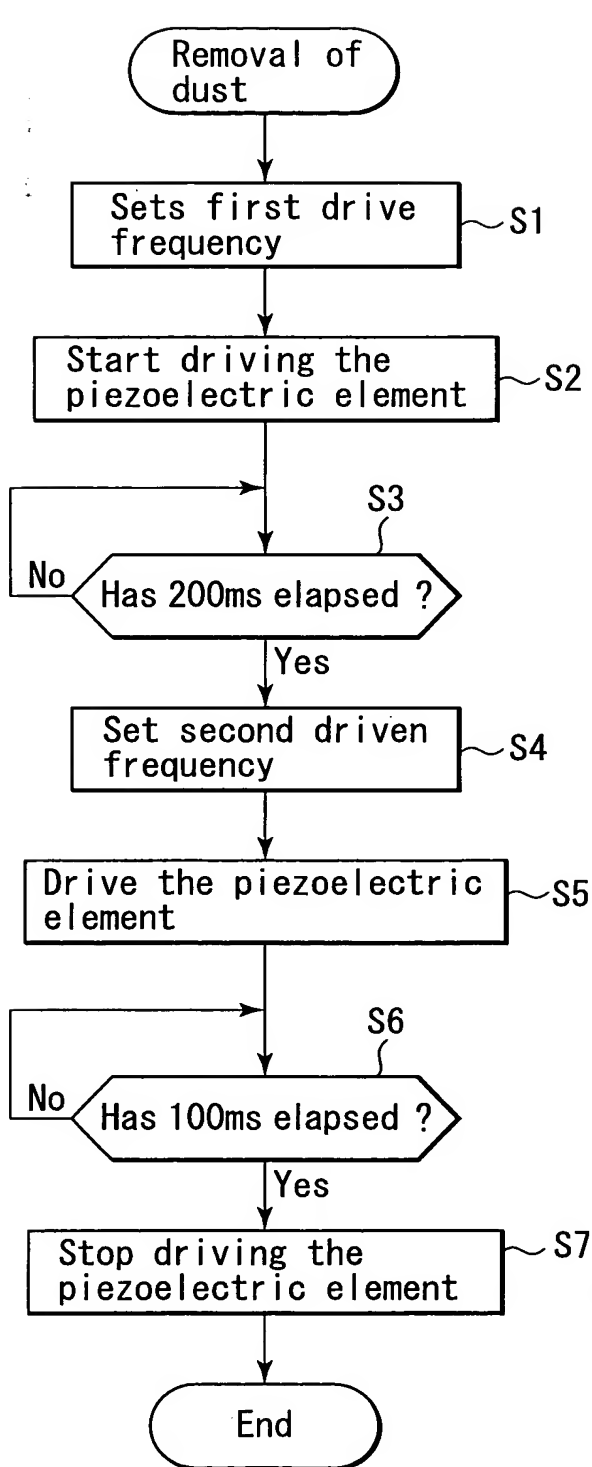 Removal of
dust
Sets first drive
frequency
S1
Start driving the
piezoelectric element
S2
S3
No
Has 200ms elapsed ?
Yes
Set second driven
frequency
S4
Drive the piezoelectric
element
S5
S6
No
Has 100ms elapsed ?
Yes
Stop driving the
piezoelectric element
S7
End